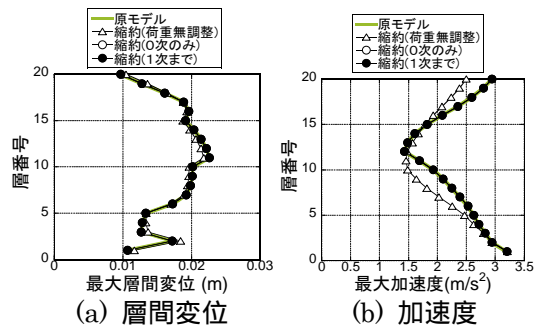 原モデル
縮約(荷重無調整)
縮約(0次のみ)
縮約(1次まで)
20
15
10
5
0
層番号
0
0.01
0.02
0.03
最大層間変位 (m)
(a) 層間変位
原モデル
縮約(荷重無調整)
縮約(0次のみ)
縮約(1次まで)
20
15
10
5
0
層番号
0
0.5
1
1.5
2
2.5
3
3.5
最大加速度(m/s²)
(b) 加速度